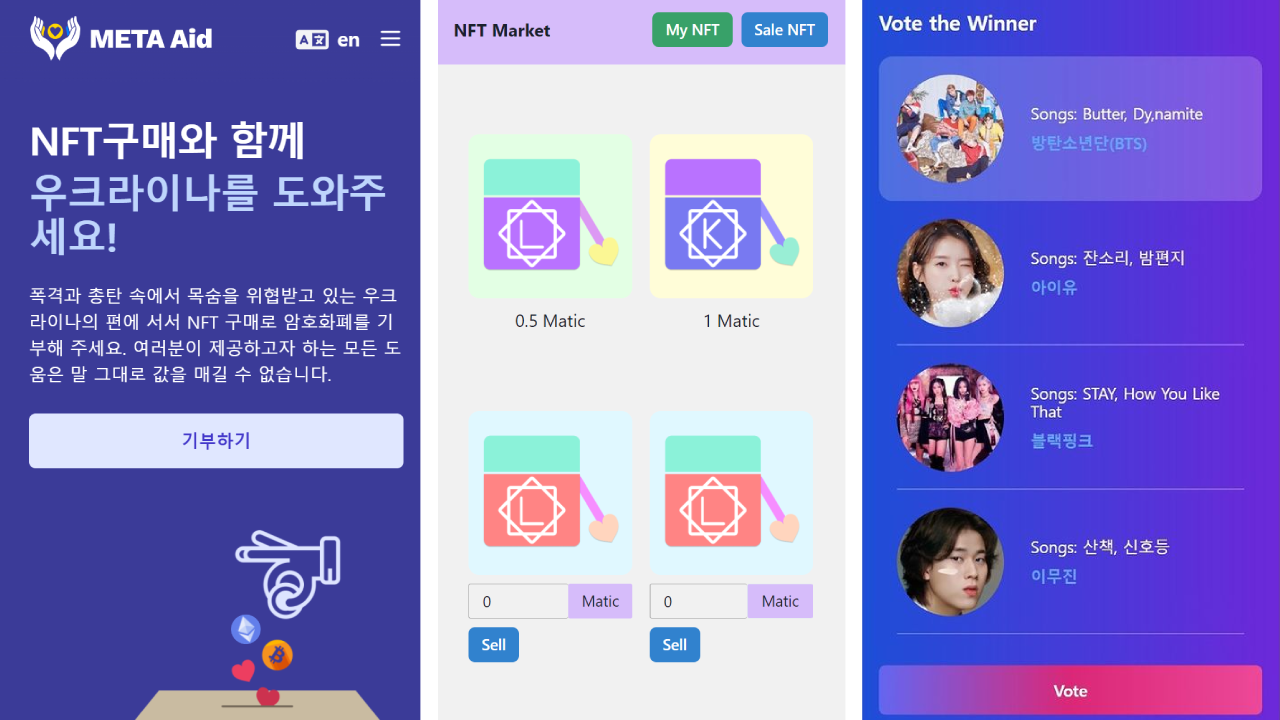 META Aid
en
NFT구매와 함께
우크라이나를 도와주
세요!
폭격과 총탄 속에서 목숨을 위협받고 있는 우크
라이나의 편에 서서 NFT 구매로 암호화폐를 기
부해 주세요. 여러분이 제공하고자 하는 모든 도
움은 말 그대로 값을 매길 수 없습니다.
기부하기
NFT Market
My NFT
Sale NFT
L
K
0.5 Matic
1 Matic
L
L
0
Matic
0
Matic
Sell
Sell
Vote the Winner
Songs: Butter, Dy,namite
방탄소년단(BTS)
Songs: 잔소리, 밤편지
아이유
Songs: STAY, How You Like
That
블랙핑크
Songs: 산책, 신호등
이무진
Vote